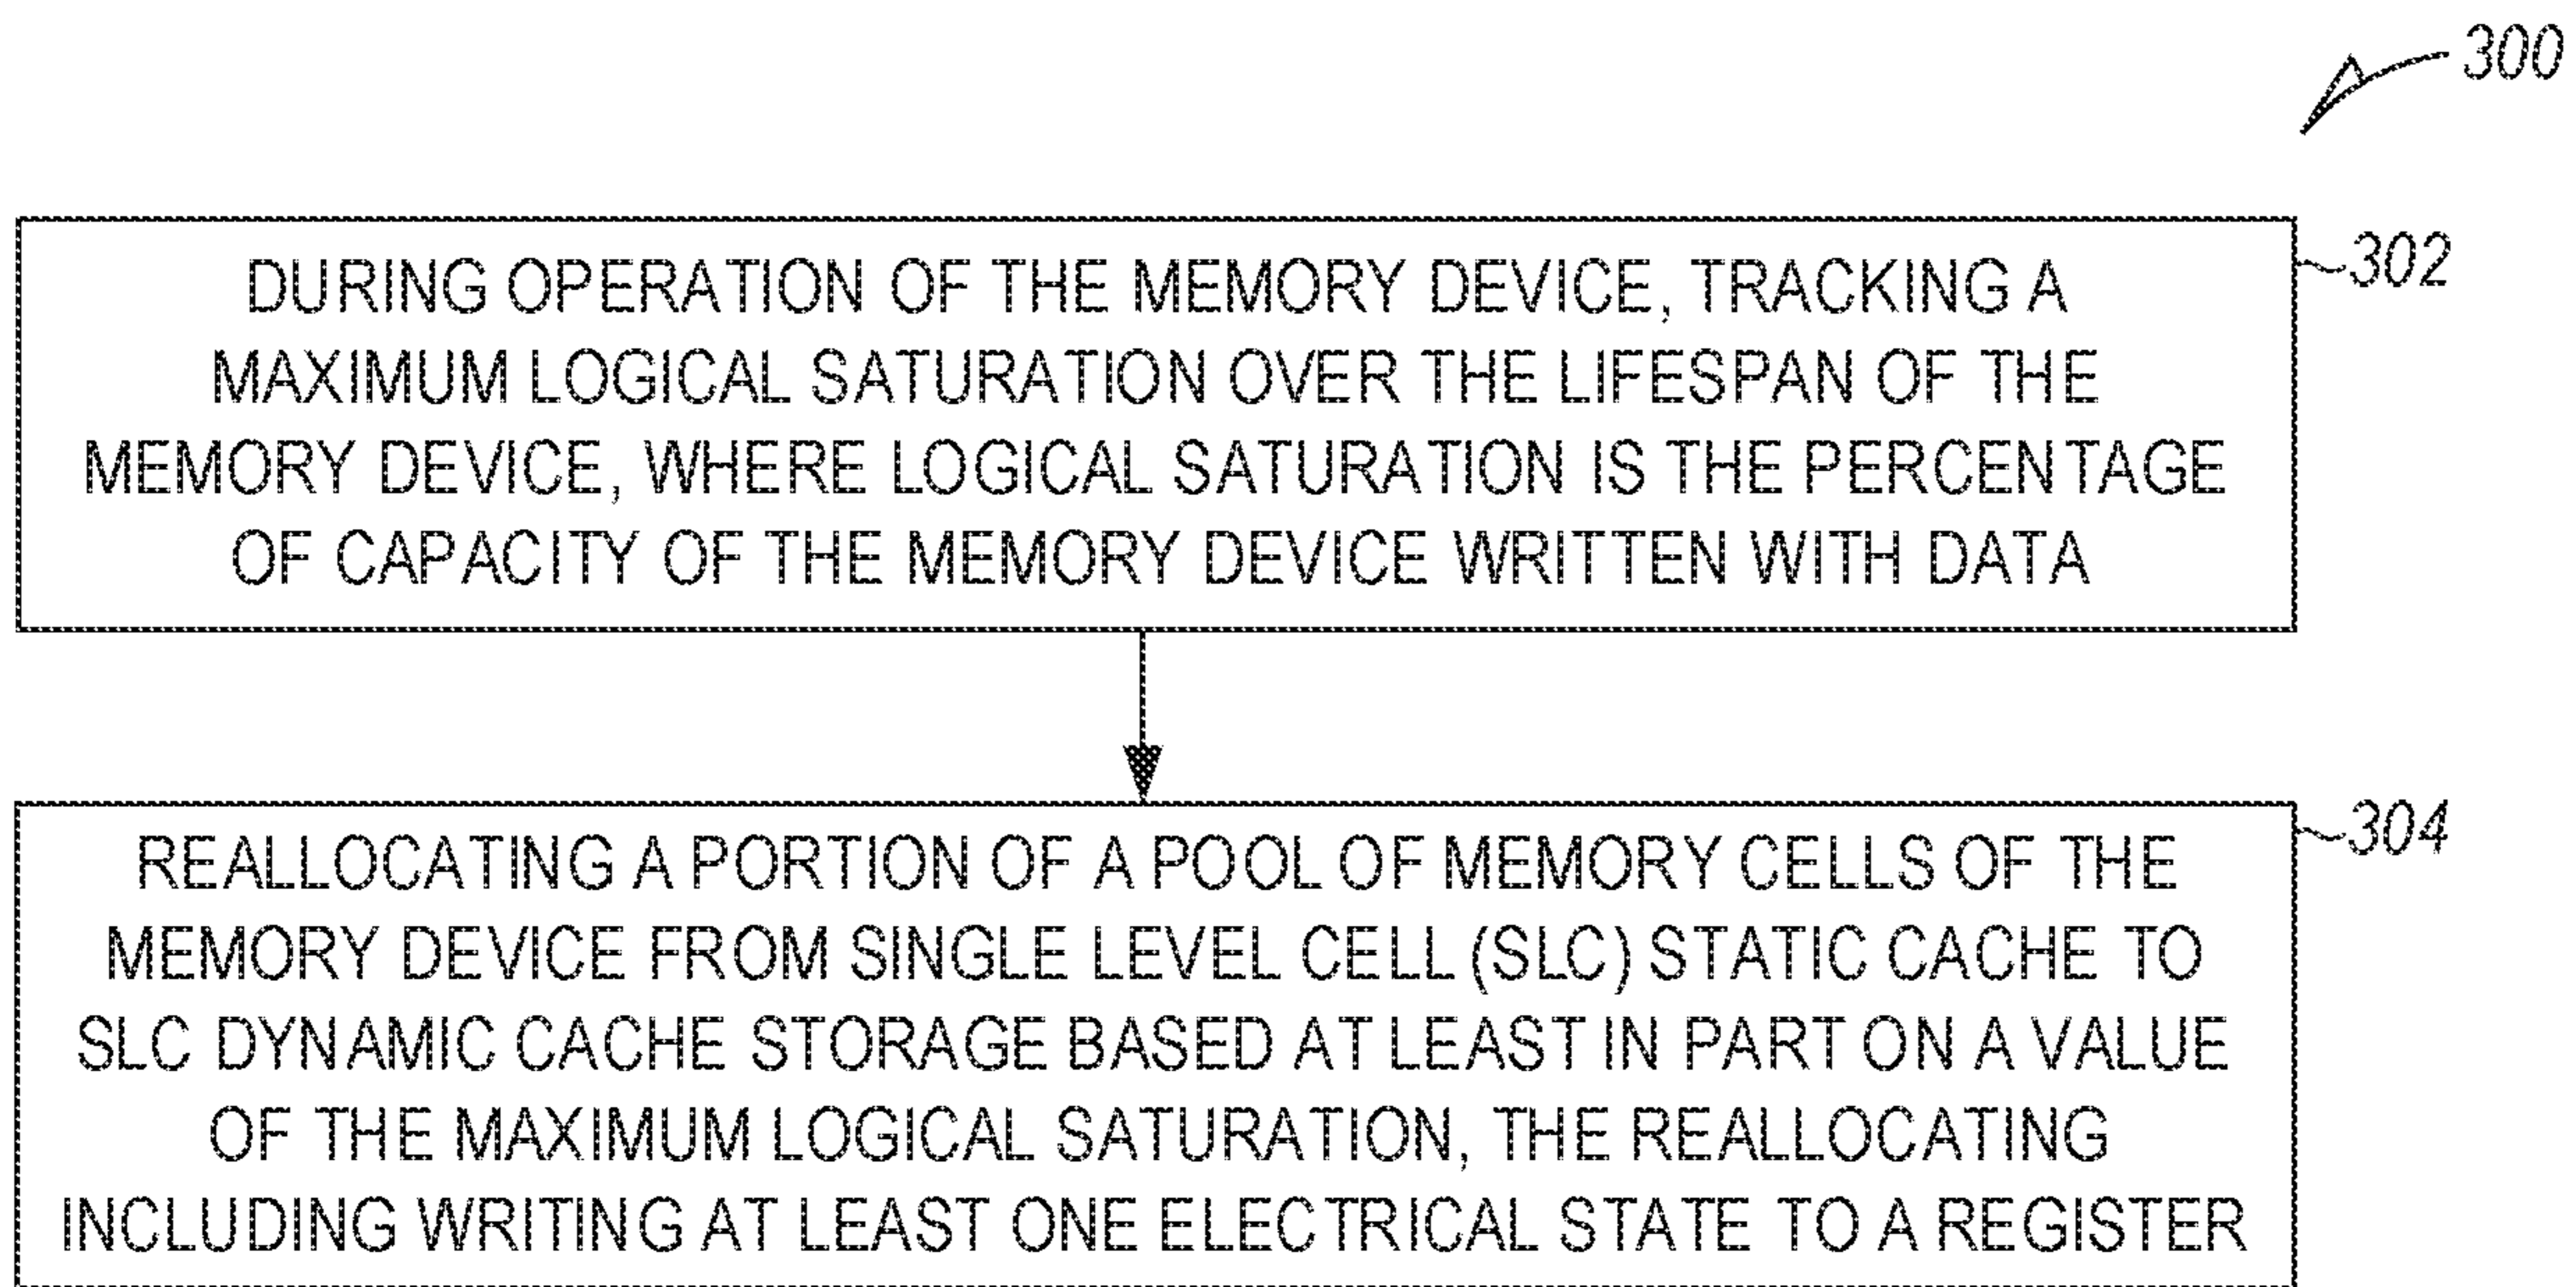 300
302
DURING OPERATION OF THE MEMORY DEVICE, TRACKING A
MAXIMUM LOGICAL SATURATION OVER THE LIFESPAN OF THE
MEMORY DEVICE, WHERE LOGICAL SATURATION IS THE PERCENTAGE
OF CAPACITY OF THE MEMORY DEVICE WRITTEN WITH DATA
304
REALLOCATING A PORTION OF A POOL OF MEMORY CELLS OF THE
MEMORY DEVICE FROM SINGLE LEVEL CELL (SLC) STATIC CACHE TO
SLC DYNAMIC CACHE STORAGE BASED AT LEAST IN PART ON A VALUE
OF THE MAXIMUM LOGICAL SATURATION, THE REALLOCATING
INCLUDING WRITING AT LEAST ONE ELECTRICAL STATE TO A REGISTER